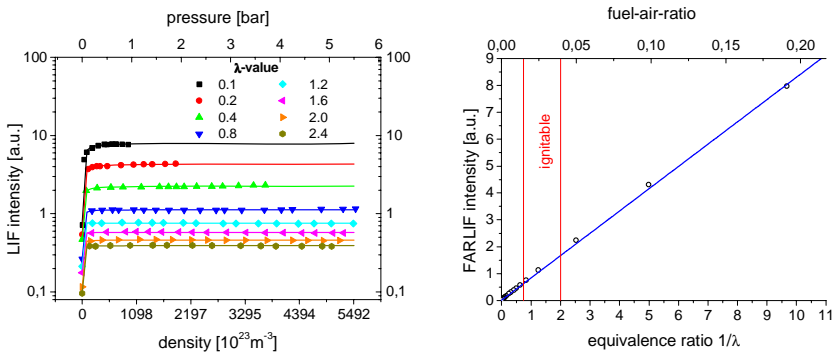 pressure [bar]
0 1 2 3 4 5 6
100
10
1
0,1
100
10
1
0,1
LIF intensity [a.u.]
λ-value
0.1 1.2
0.2 1.6
0.4 2.0
0.8 2.4
0 1098 2197 3295 4394 5492
density [10²³m⁻³]
fuel-air-ratio
0,00 0,05 0,10 0,15 0,20
9
8
7
6
5
4
3
2
1
0
FARLIF intensity [a.u.]
ignitable
0 1 2 3 4 5 6 7 8 9 10 11
equivalence ratio 1/λ